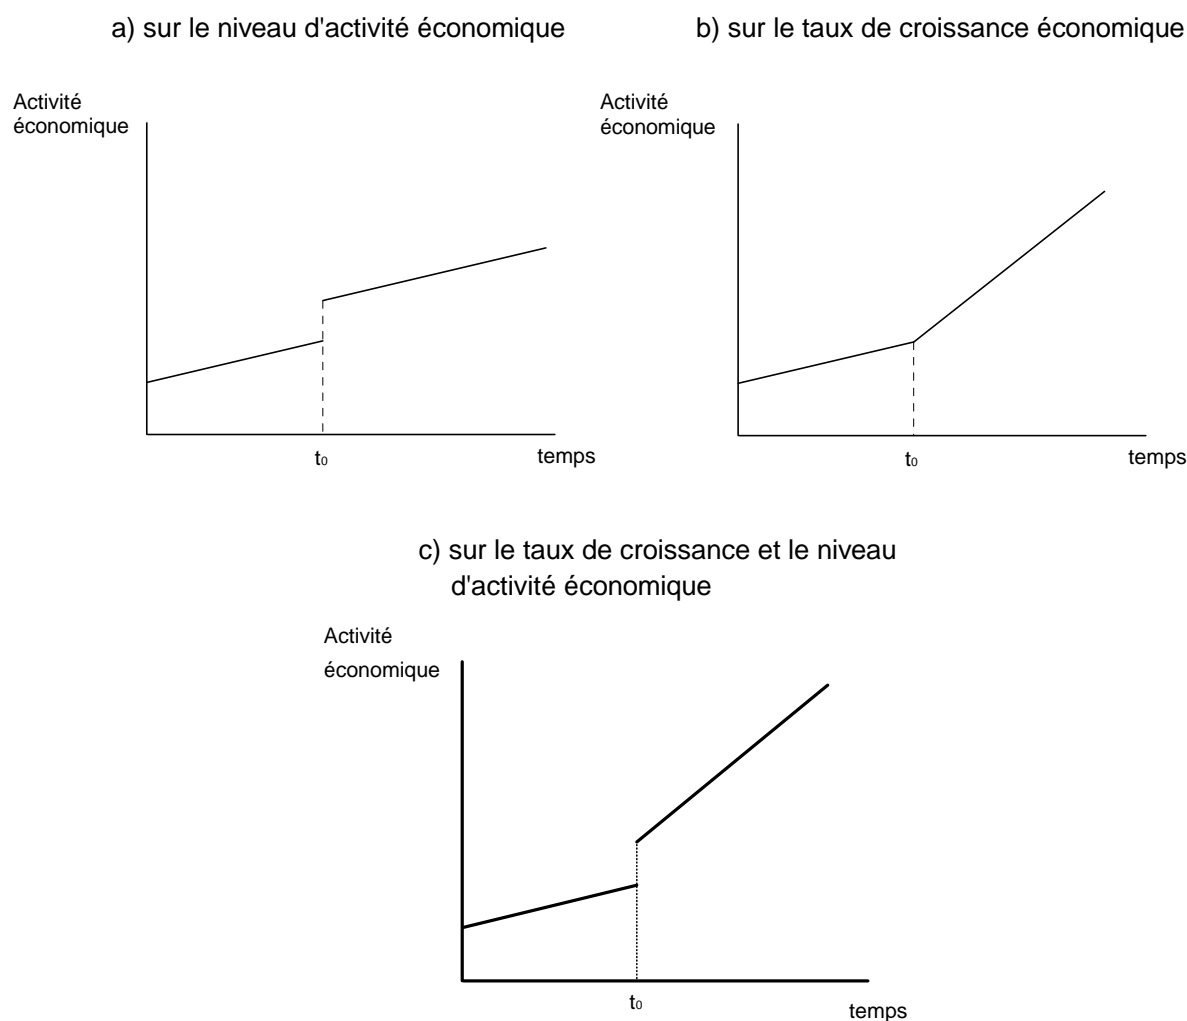 a) sur le niveau d'activité économique
b) sur le taux de croissance économique
Activité
économique
t₀
temps
Activité
économique
t₀
temps
c) sur le taux de croissance et le niveau
d'activité économique
Activité
économique
t₀
temps